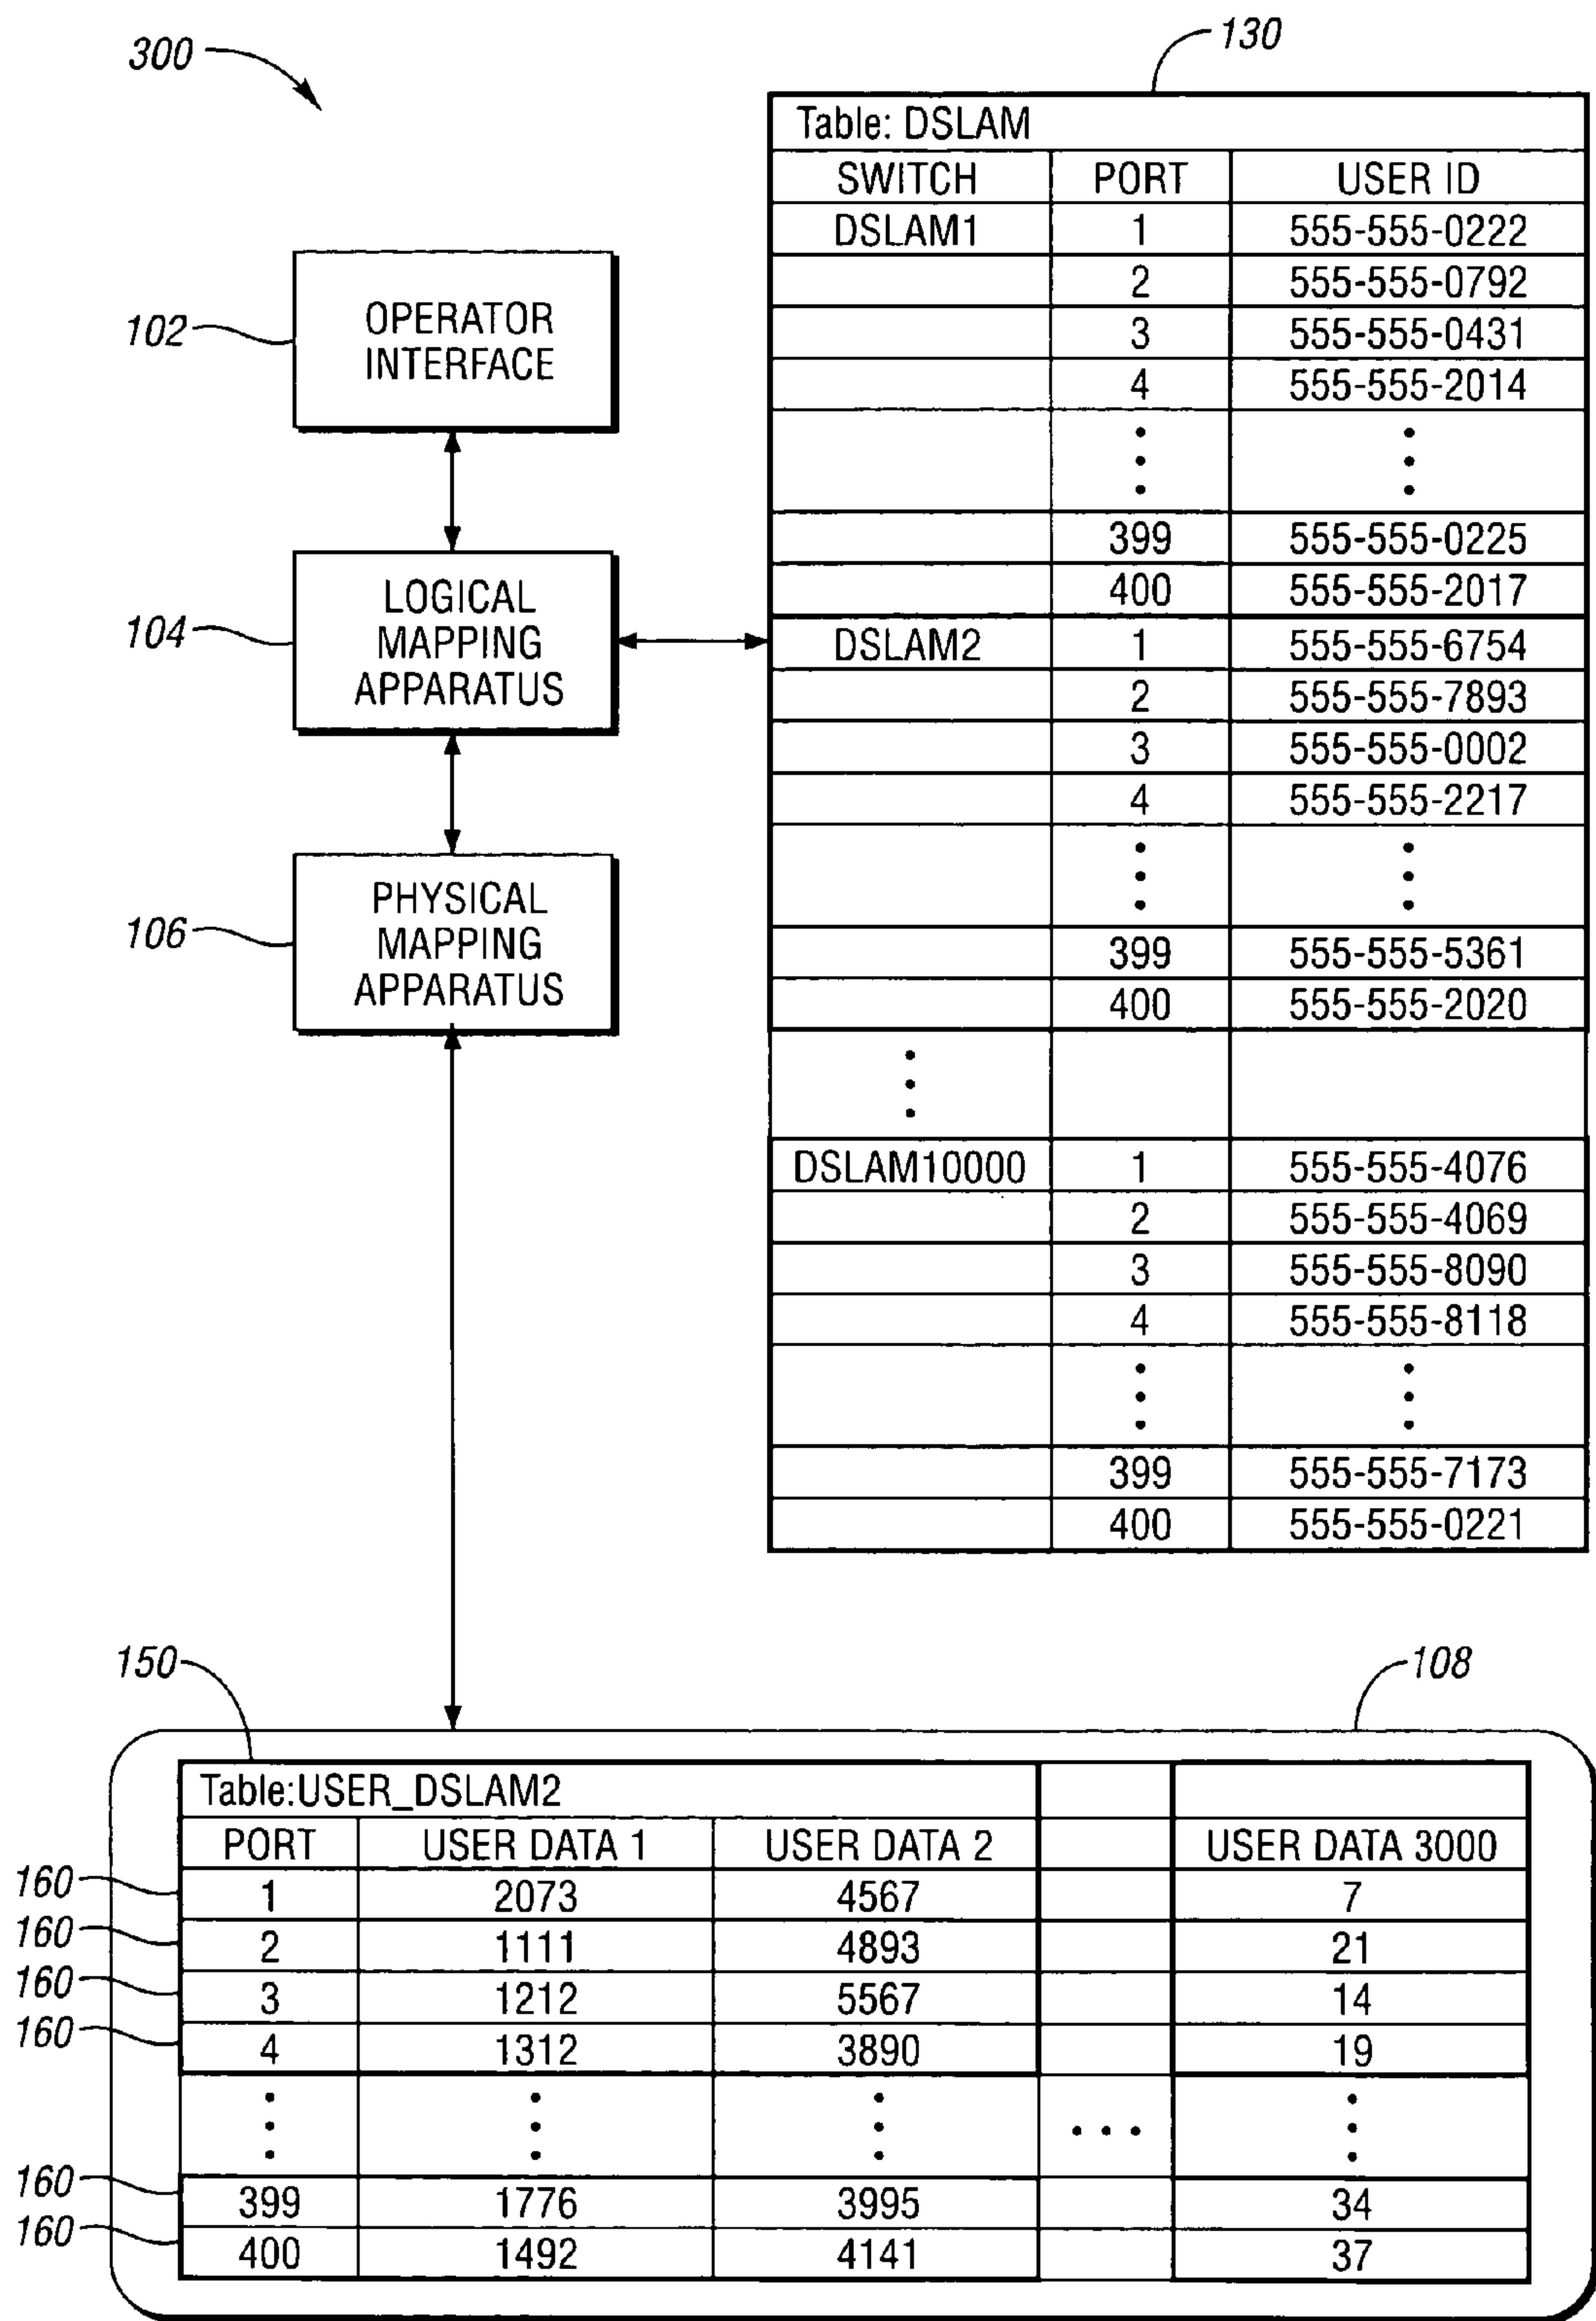 300
130
Table: DSLAM
SWITCH PORT USER ID
DSLAM1 1 555-555-0222
2 555-555-0792
3 555-555-0431
4 555-555-2014
399 555-555-0225
400 555-555-2017
DSLAM2 1 555-555-6754
2 555-555-7893
3 555-555-0002
4 555-555-2217
399 555-555-5361
400 555-555-2020
DSLAM10000 1 555-555-4076
2 555-555-4069
3 555-555-8090
4 555-555-8118
399 555-555-7173
400 555-555-0221
102
OPERATOR
INTERFACE
104
LOGICAL
MAPPING
APPARATUS
106
PHYSICAL
MAPPING
APPARATUS
150
108
Table:USER_DSLAM2
PORT USER DATA 1 USER DATA 2 USER DATA 3000
160 1 2073 4567 7
160 2 1111 4893 21
160 3 1212 5567 14
160 4 1312 3890 19
...
160 399 1776 3995 34
160 400 1492 4141 37